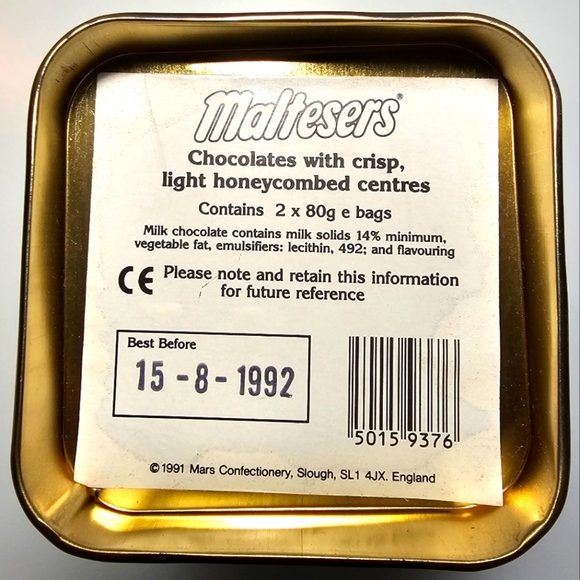 Maltesers®
Chocolates with crisp,
light honeycombed centres
Contains 2 x 80g e bags
Milk chocolate contains milk solids 14% minimum,
vegetable fat, emulsifiers: lecithin, 492; and flavouring
CE Please note and retain this information
for future reference
Best Before
15-8-1992
5015 9376
© 1991 Mars Confectionery, Slough, SL1 4JX. England